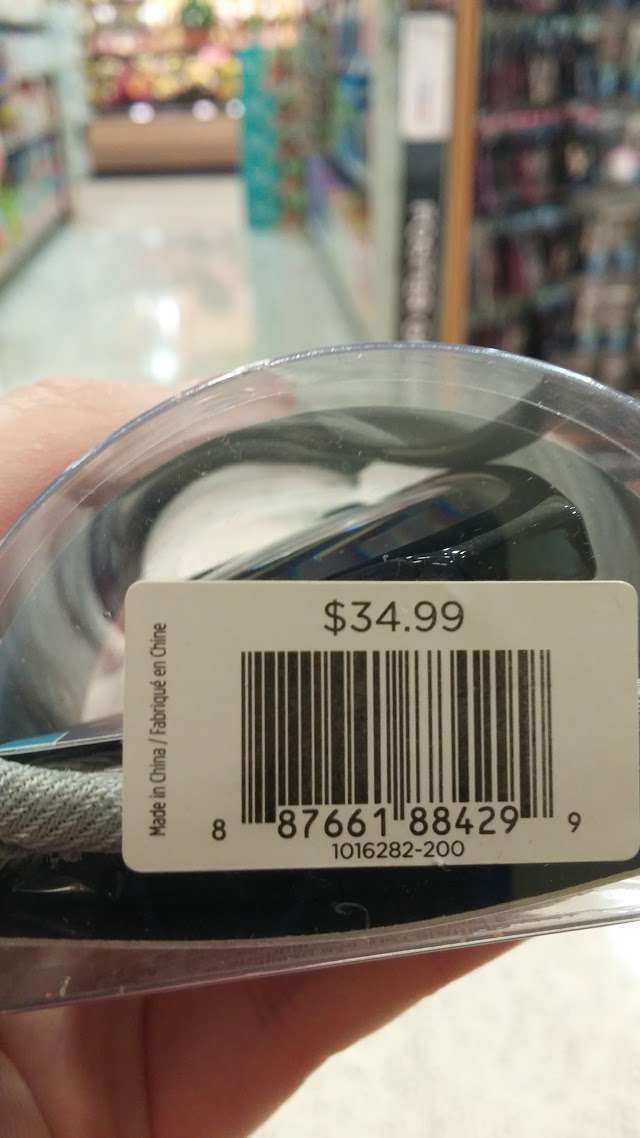 $34.99
Made in China / Fabriqué en Chine
8 87661 88429 9
1016282-200